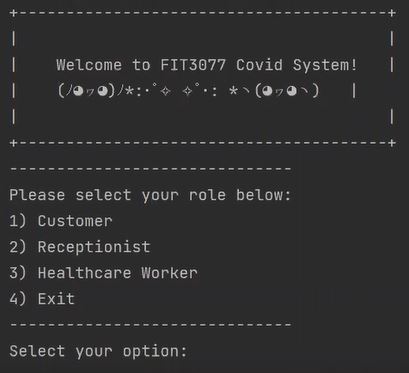 +---------------------------------------+
|                                       |
|    Welcome to FIT3077 Covid System!   |
|    (ﾉ◕ヮ◕)ﾉ*:･ﾟ✧ ✧ﾟ･: *ヽ(◕ヮ◕ヽ)   |
|                                       |
+---------------------------------------+
------------------------------
Please select your role below:
1) Customer
2) Receptionist
3) Healthcare Worker
4) Exit
------------------------------
Select your option: